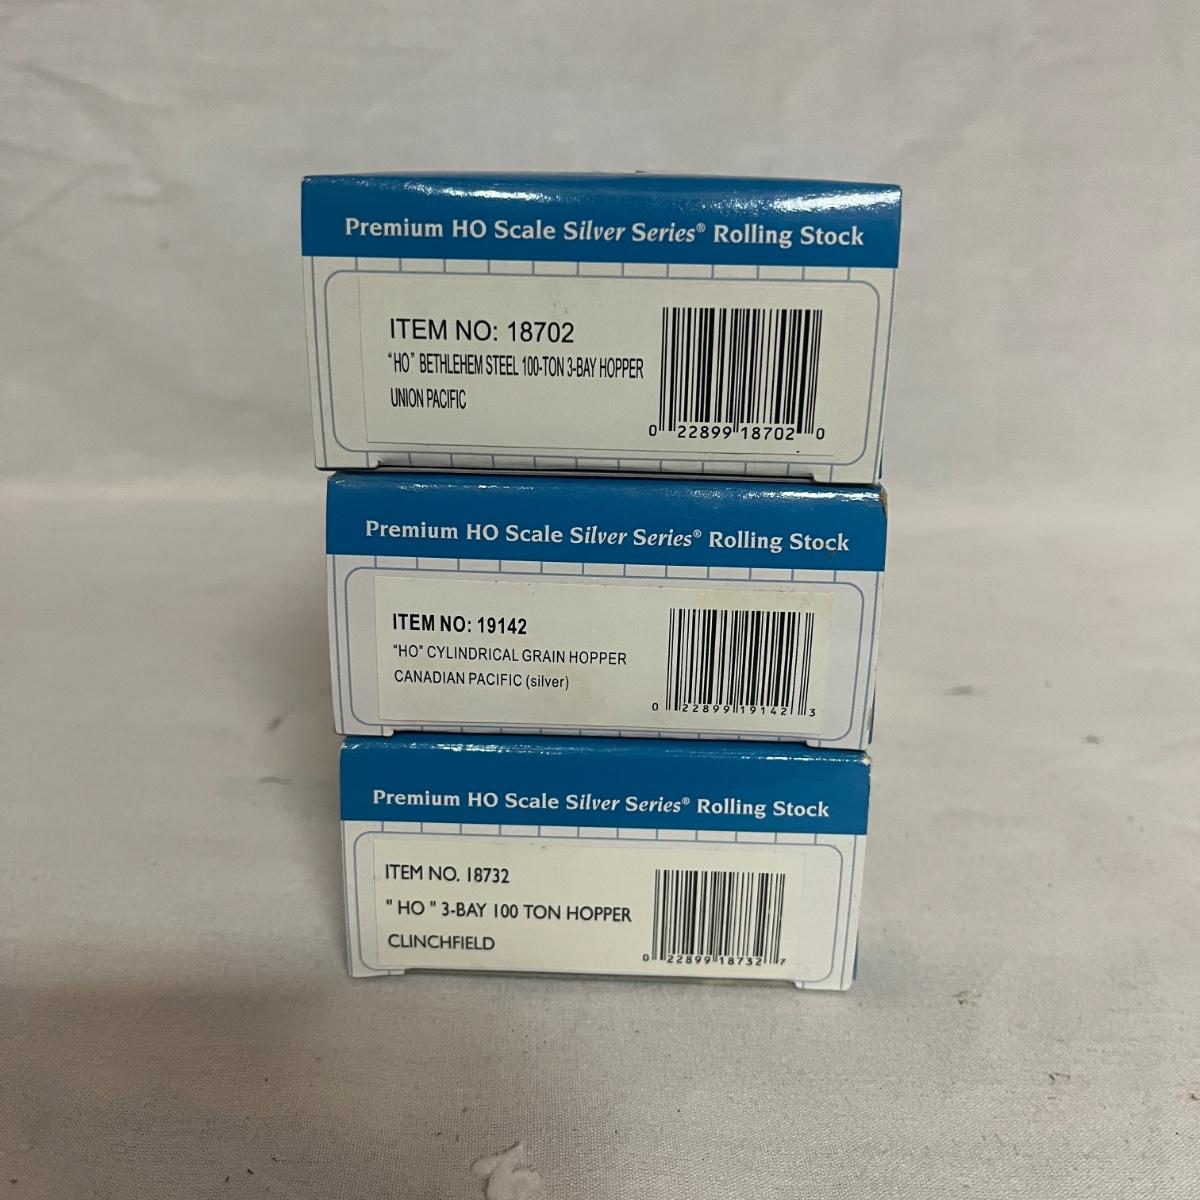 Premium HO Scale Silver Series® Rolling Stock
ITEM NO: 18702
"HO" BETHLEHEM STEEL 100-TON 3-BAY HOPPER
UNION PACIFIC
0 22899 18702 0
Premium HO Scale Silver Series® Rolling Stock
ITEM NO: 19142
"HO" CYLINDRICAL GRAIN HOPPER
CANADIAN PACIFIC (silver)
0 22899 19142 3
Premium HO Scale Silver Series® Rolling Stock
ITEM NO. 18732
" HO " 3-BAY 100 TON HOPPER
CLINCHFIELD
0 22899 18732 7